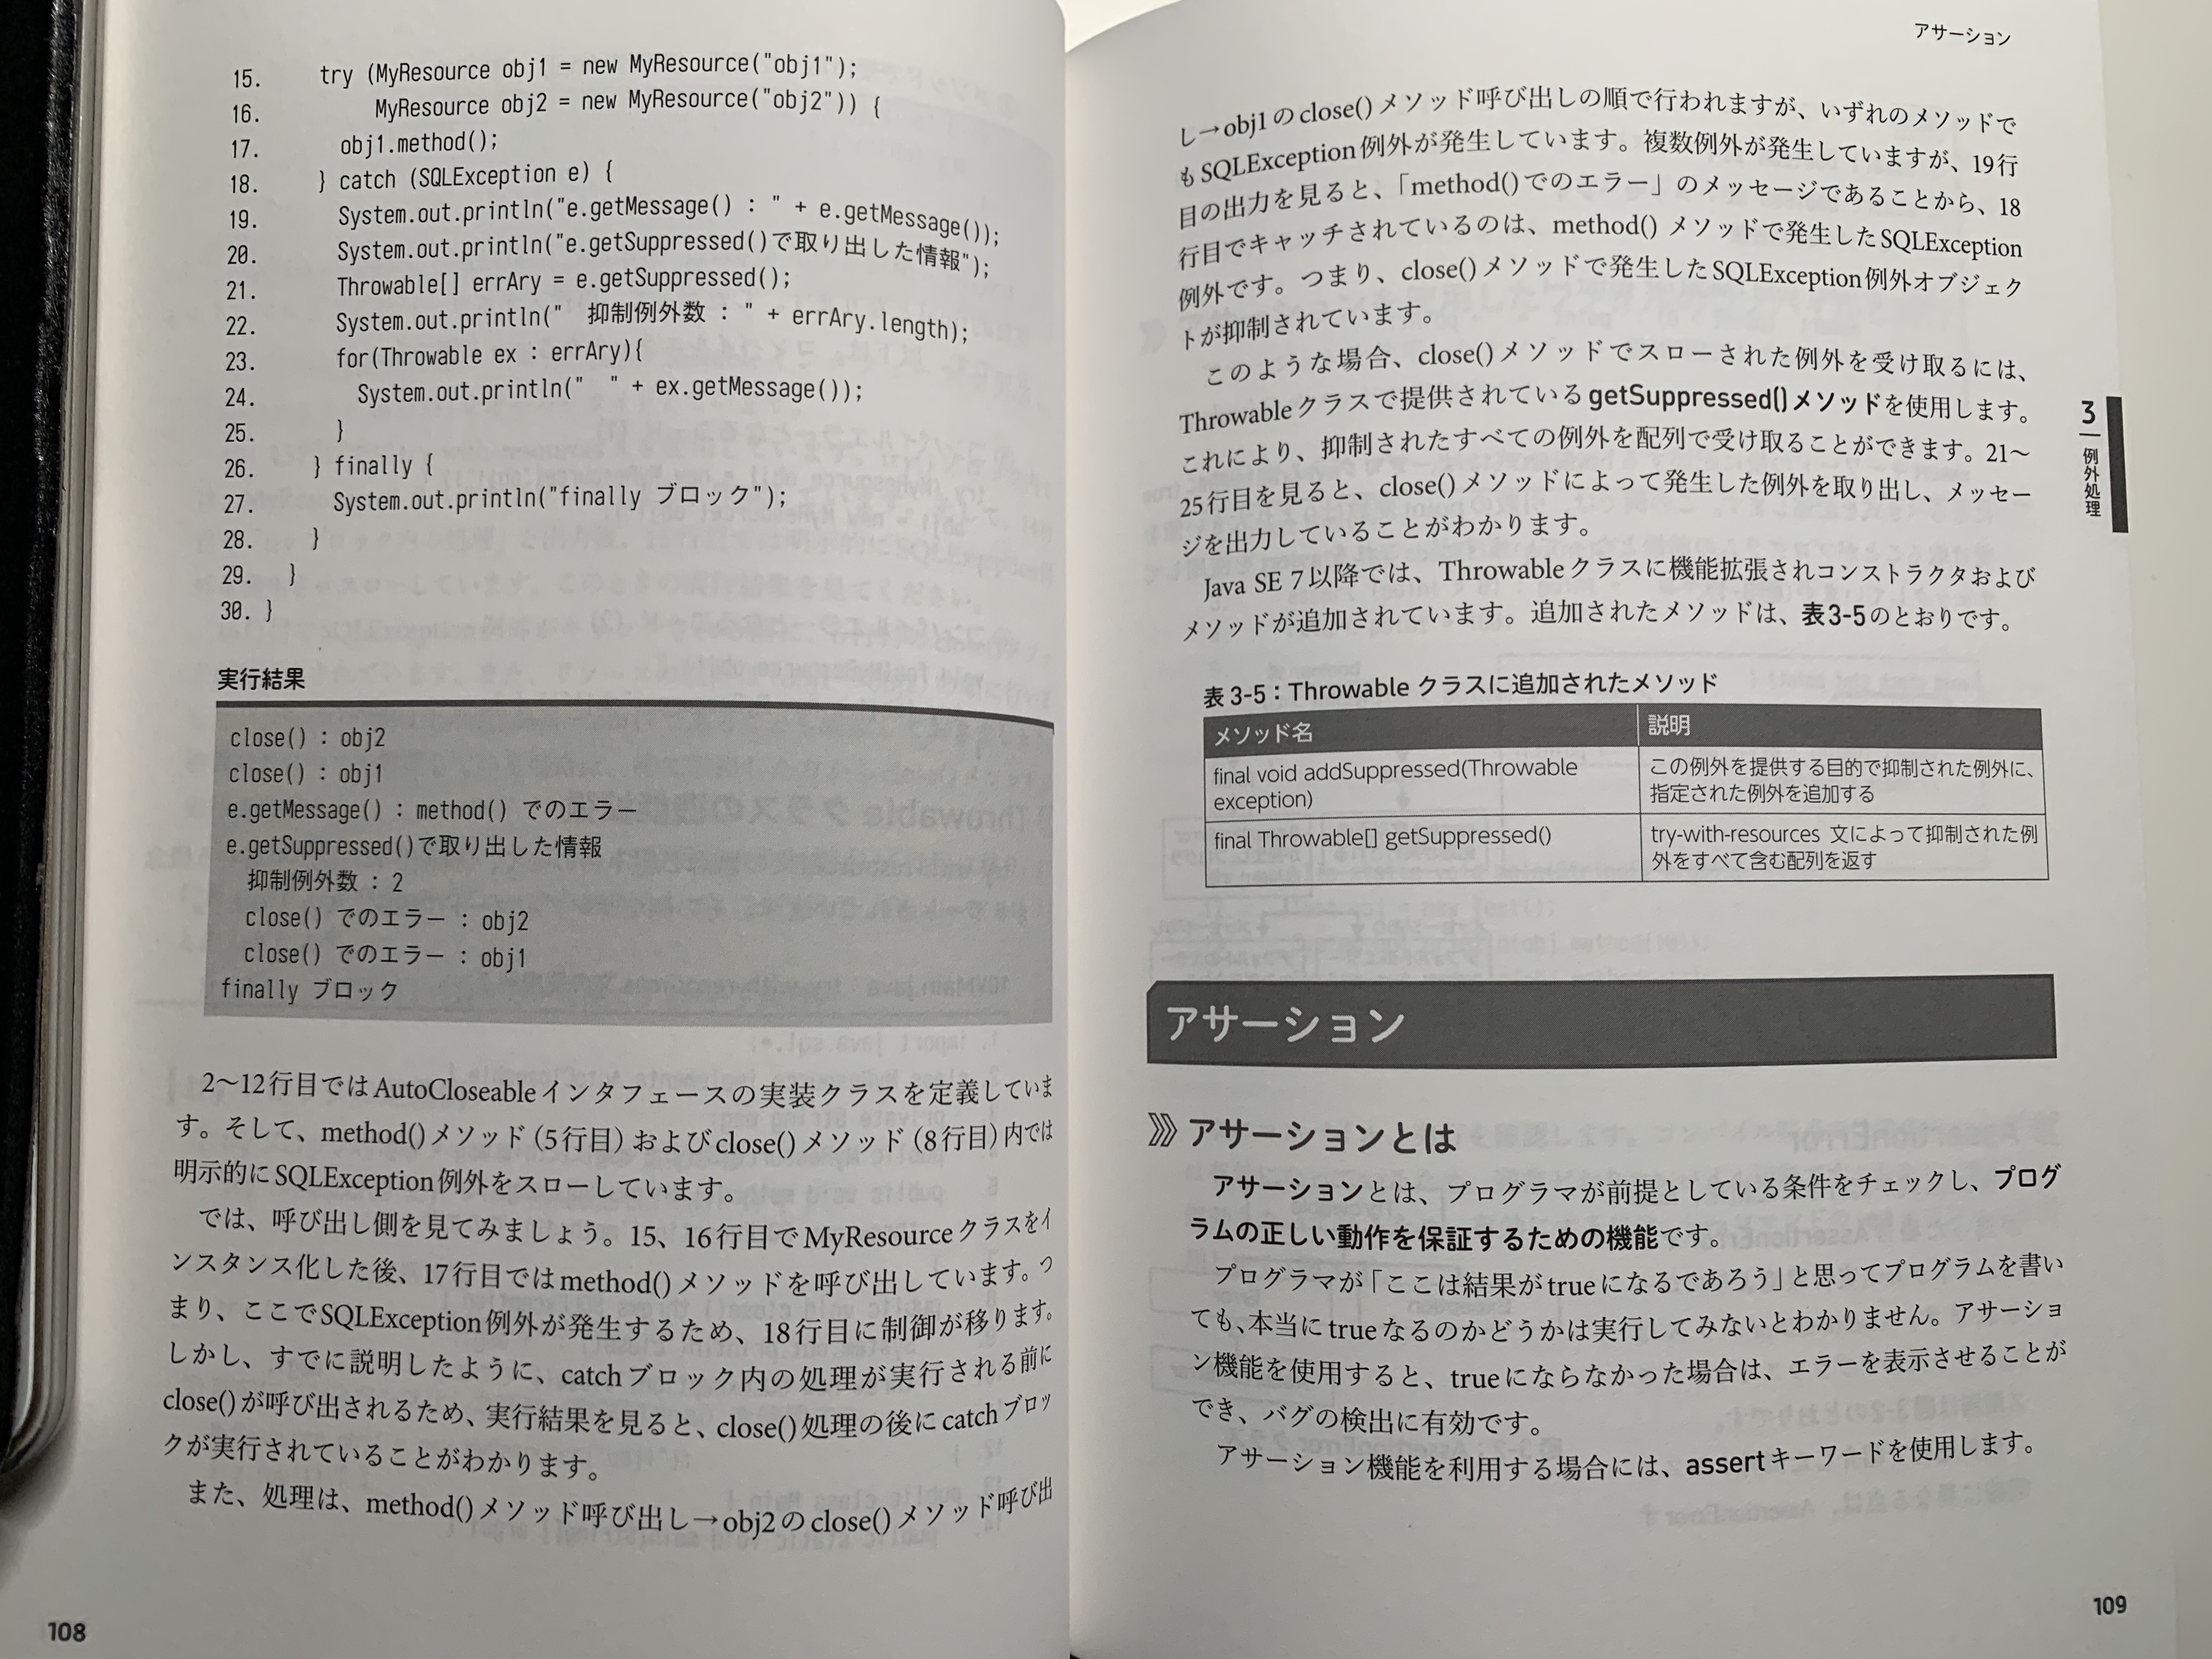 15.      try (MyResource obj1 = new MyResource("obj1");
16.           MyResource obj2 = new MyResource("obj2")) {
17.        obj1.method();
18.      } catch (SQLException e) {
19.        System.out.println("e.getMessage() : " + e.getMessage());
20.        System.out.println("e.getSuppressed()で取り出した情報");
21.        Throwable[] errAry = e.getSuppressed();
22.        System.out.println("  抑制例外数 : " + errAry.length);
23.        for(Throwable ex : errAry){
24.          System.out.println("  " + ex.getMessage());
25.        }
26.      } finally {
27.        System.out.println("finally ブロック");
28.      }
29.    }
30. }
実行結果
close() : obj2
close() : obj1
e.getMessage() : method() でのエラー
e.getSuppressed()で取り出した情報
抑制例外数 : 2
close() でのエラー : obj2
close() でのエラー : obj1
finally ブロック
2～12行目ではAutoCloseableインタフェースの実装クラスを定義していま
す。そして、method()メソッド（5行目）およびclose()メソッド（8行目）内では
明示的にSQLException例外をスローしています。
では、呼び出し側を見てみましょう。15、16行目でMyResourceクラスをイ
ンスタンス化した後、17行目ではmethod()メソッドを呼び出しています。つ
まり、ここでSQLException例外が発生するため、18行目に制御が移ります。
しかし、すでに説明したように、catchブロック内の処理が実行される前に
close()が呼び出されるため、実行結果を見ると、close()処理の後にcatchブロッ
クが実行されていることがわかります。
また、処理は、method()メソッド呼び出し→obj2のclose()メソッド呼び出
108
アサーション
し→obj1のclose()メソッド呼び出しの順で行われますが、いずれのメソッドで
もSQLException例外が発生しています。複数例外が発生していますが、19行
目の出力を見ると、「method()でのエラー」のメッセージであることから、18
行目でキャッチされているのは、method() メソッドで発生したSQLException
例外です。つまり、close()メソッドで発生したSQLException例外オブジェク
トが抑制されています。
このような場合、close()メソッドでスローされた例外を受け取るには、
Throwableクラスで提供されているgetSuppressed()メソッドを使用します。
これにより、抑制されたすべての例外を配列で受け取ることができます。21～
25行目を見ると、close()メソッドによって発生した例外を取り出し、メッセー
ジを出力していることがわかります。
Java SE 7以降では、Throwableクラスに機能拡張されコンストラクタおよび
メソッドが追加されています。追加されたメソッドは、表3-5のとおりです。
表3-5：Throwable クラスに追加されたメソッド
メソッド名 説明
final void addSuppressed(Throwable exception) この例外を提供する目的で抑制された例外に、
指定された例外を追加する
final Throwable[] getSuppressed() try-with-resources 文によって抑制された例
外をすべて含む配列を返す
アサーション
アサーションとは
アサーションとは、プログラマが前提としている条件をチェックし、プログ
ラムの正しい動作を保証するための機能です。
プログラマが「ここは結果がtrueになるであろう」と思ってプログラムを書い
ても、本当にtrueなるのかどうかは実行してみないとわかりません。アサーショ
ン機能を使用すると、trueにならなかった場合は、エラーを表示させることが
でき、バグの検出に有効です。
アサーション機能を利用する場合には、assertキーワードを使用します。
3
例外処理
109